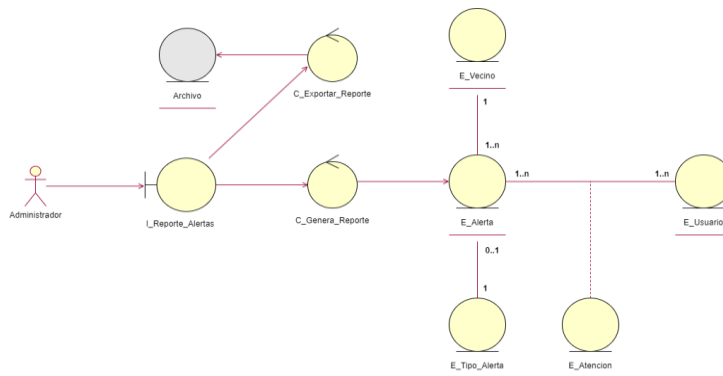 E_Vecino
Archivo
C_Exportar_Reporte
1
1..n
1..n
1..n
Administrador
I_Reporte_Alertas
C_Genera_Reporte
E_Alerta
E_Usuario
0..1
1
E_Tipo_Alerta
E_Atencion